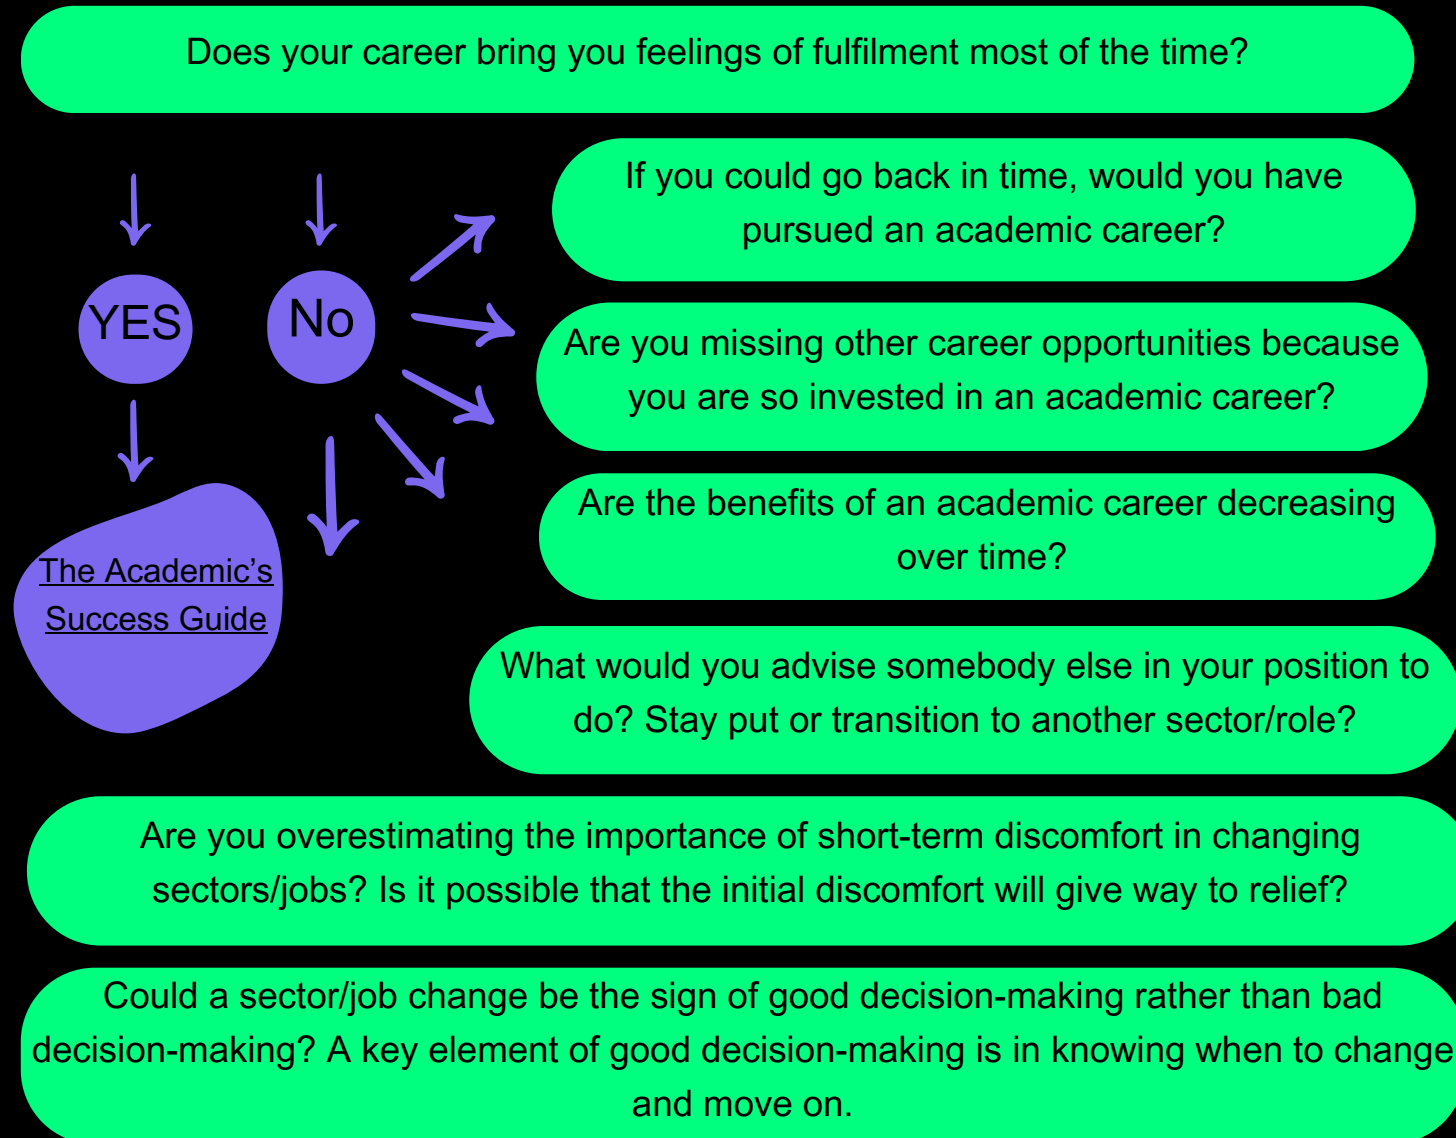 Does your career bring you feelings of fulfilment most of the time?
If you could go back in time, would you have
pursued an academic career?
YES
No
Are you missing other career opportunities because
you are so invested in an academic career?
Are the benefits of an academic career decreasing
over time?
The Academic’s
Success Guide
What would you advise somebody else in your position to
do? Stay put or transition to another sector/role?
Are you overestimating the importance of short-term discomfort in changing
sectors/jobs? Is it possible that the initial discomfort will give way to relief?
Could a sector/job change be the sign of good decision-making rather than bad
decision-making? A key element of good decision-making is in knowing when to change
and move on.